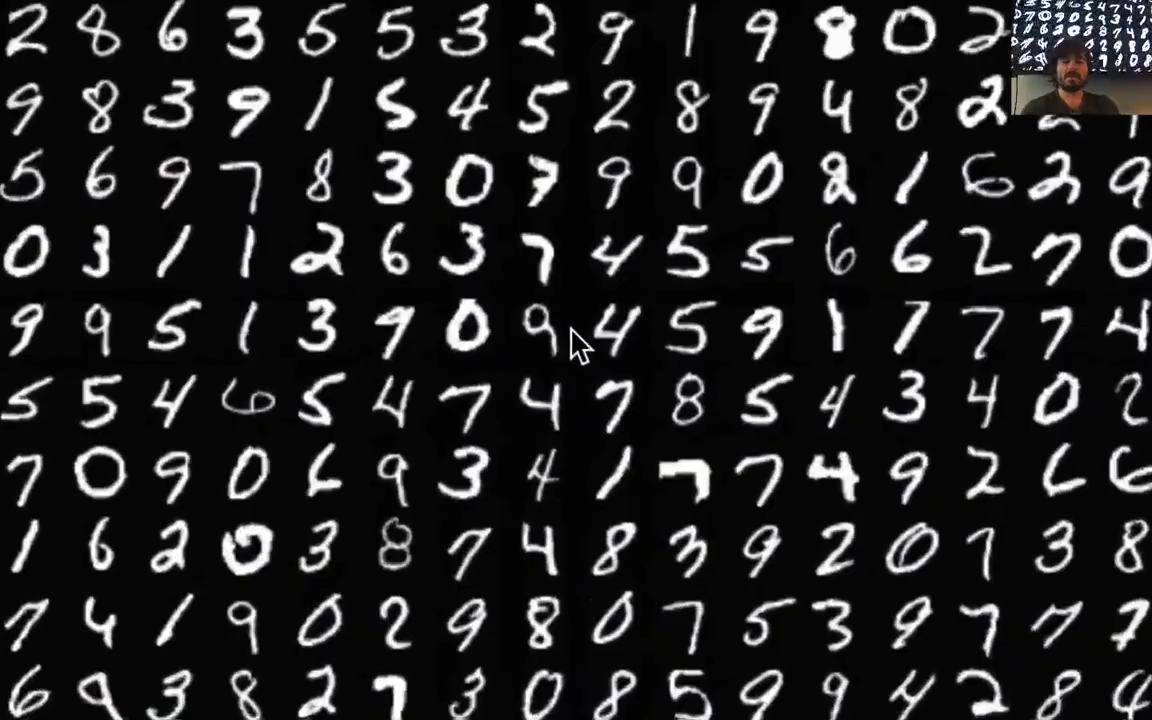 2 8 6 3 5 5 3 2 9 1 9 8 0 2
9 8 3 9 1 5 4 5 2 8 9 4 8 2
5 6 9 7 8 3 0 7 9 9 0 8 1 6 2 9
0 3 1 1 2 6 3 7 4 5 5 6 6 2 7 0
9 9 5 1 3 9 0 9 4 5 9 1 7 7 7 4
5 5 4 6 5 4 7 4 7 8 5 4 3 4 0 2
7 0 9 0 6 9 3 4 1 7 7 4 9 2 6 6
1 6 2 0 3 8 7 4 8 3 9 2 0 7 3 8
7 4 1 9 0 2 9 8 0 7 5 3 9 7 7 7
6 9 3 8 2 7 3 0 8 5 9 9 4 2 8 4